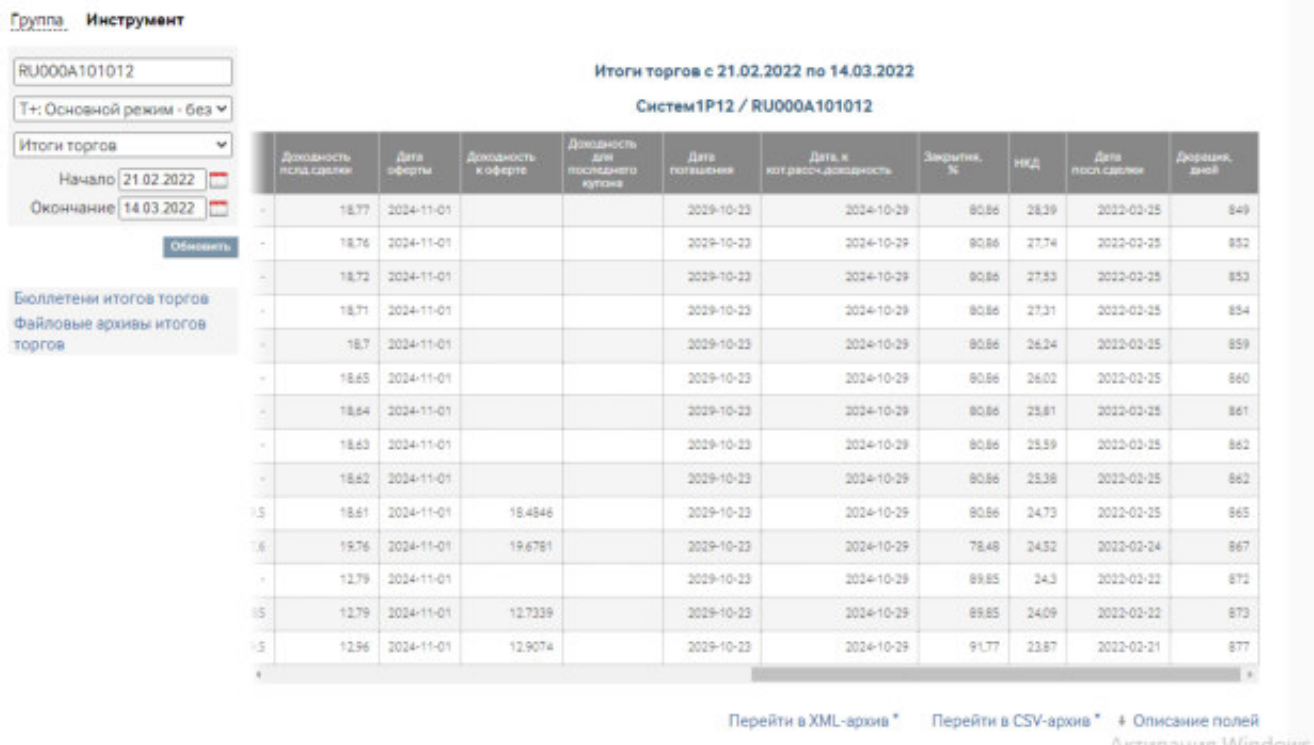 Группа Инструмент
RU000A101012
Т+: Основной режим - без
Итоги торгов
Начало 21.02.2022
Окончание 14.03.2022
Обновить
Бюллетени итогов торгов
Файловые архивы итогов
торгов
Итоги торгов с 21.02.2022 по 14.03.2022
Систем1P12 / RU000A101012
Доходность посл.сделки Дата оферты Доходность к оферте Доходность для последнего купона Дата погашения Дата, к кот.рассч.доходность Закрытия, % НКД Дата посл.сделки Дюрация, дней
- 18,77 2024-11-01 2029-10-23 2024-10-29 80,86 28,39 2022-02-25 849
- 18,76 2024-11-01 2029-10-23 2024-10-29 80,86 27,74 2022-02-25 852
- 18,72 2024-11-01 2029-10-23 2024-10-29 80,86 27,53 2022-02-25 853
- 18,71 2024-11-01 2029-10-23 2024-10-29 80,86 27,31 2022-02-25 854
- 18,7 2024-11-01 2029-10-23 2024-10-29 80,86 26,24 2022-02-25 859
- 18,65 2024-11-01 2029-10-23 2024-10-29 80,86 26,02 2022-02-25 860
- 18,64 2024-11-01 2029-10-23 2024-10-29 80,86 25,81 2022-02-25 861
- 18,63 2024-11-01 2029-10-23 2024-10-29 80,86 25,59 2022-02-25 862
- 18,62 2024-11-01 2029-10-23 2024-10-29 80,86 25,38 2022-02-25 862
18,61 2024-11-01 18.4846 2029-10-23 2024-10-29 80,86 24,73 2022-02-25 865
19,76 2024-11-01 19.6781 2029-10-23 2024-10-29 78,48 24,52 2022-02-24 867
- 12,79 2024-11-01 2029-10-23 2024-10-29 89,85 24,3 2022-02-22 872
12,79 2024-11-01 12.7339 2029-10-23 2024-10-29 89,85 24,09 2022-02-22 873
12,96 2024-11-01 12.9074 2029-10-23 2024-10-29 91,77 23,87 2022-02-21 877
Перейти в XML-архив * Перейти в CSV-архив * Описание полей